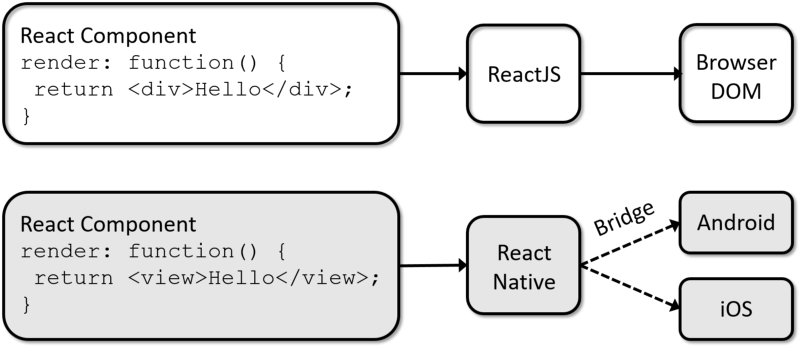 React Component
render: function() {
return <div>Hello</div>;
}
ReactJS
Browser
DOM
React Component
render: function() {
return <view>Hello</view>;
}
React
Native
Bridge
Android
iOS